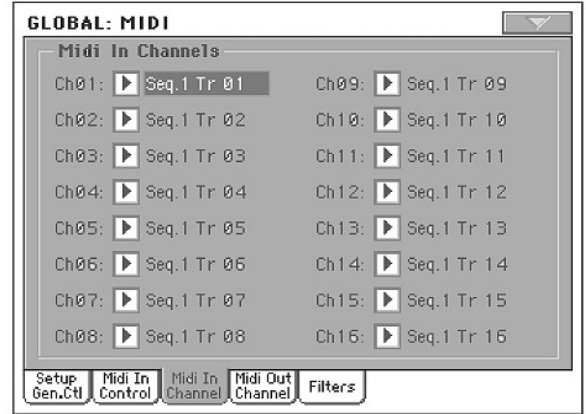 GLOBAL: MIDI
Midi In Channels
Ch01: Seq.1 Tr 01
Ch02: Seq.1 Tr 02
Ch03: Seq.1 Tr 03
Ch04: Seq.1 Tr 04
Ch05: Seq.1 Tr 05
Ch06: Seq.1 Tr 06
Ch07: Seq.1 Tr 07
Ch08: Seq.1 Tr 08
Ch09: Seq.1 Tr 09
Ch10: Seq.1 Tr 10
Ch11: Seq.1 Tr 11
Ch12: Seq.1 Tr 12
Ch13: Seq.1 Tr 13
Ch14: Seq.1 Tr 14
Ch15: Seq.1 Tr 15
Ch16: Seq.1 Tr 16
Setup
Gen.Ctl
Midi In
Control
Midi In
Channel
Midi Out
Channel
Filters